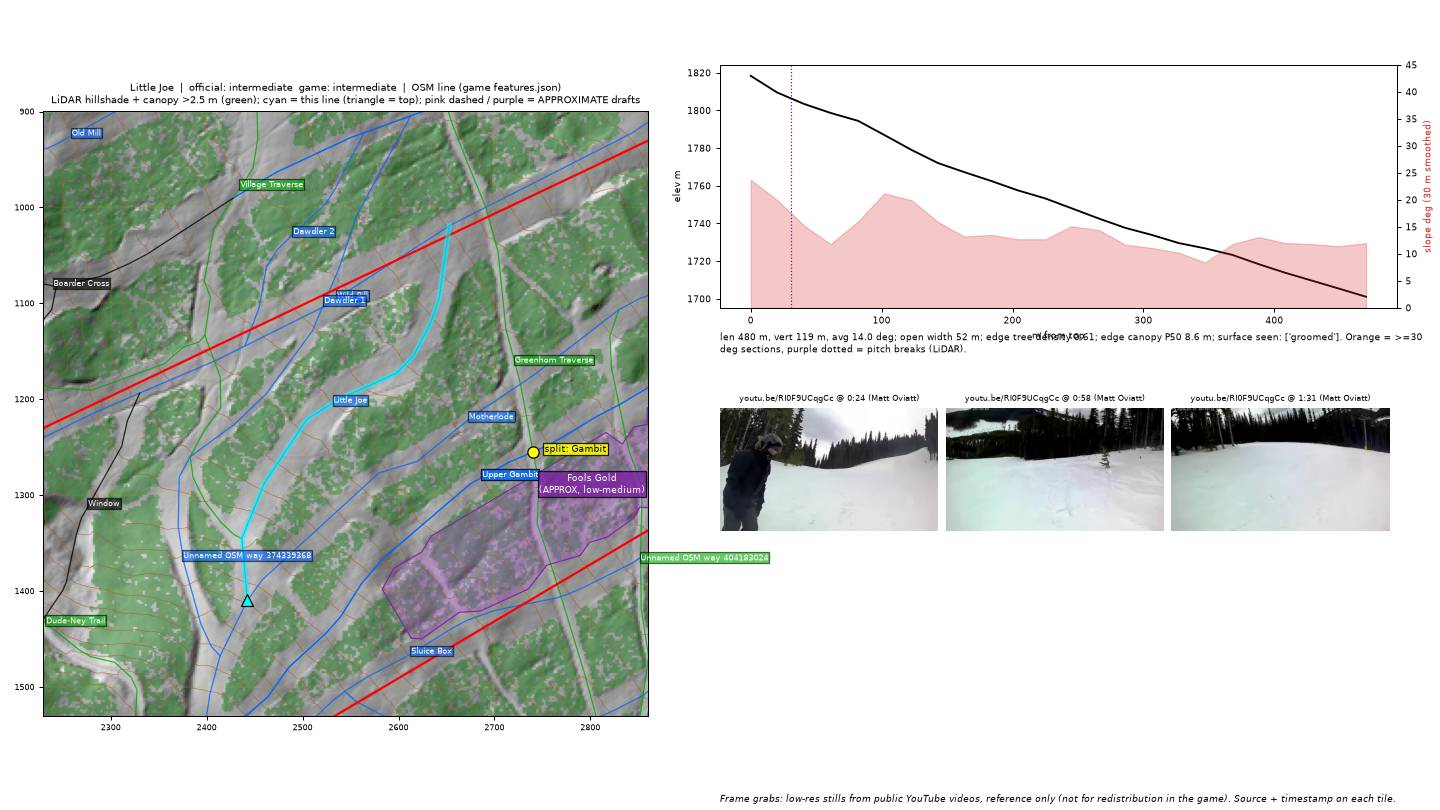 Little Joe | official: intermediate game: intermediate | OSM line (game features.json)
LiDAR hillshade + canopy >2.5 m (green); cyan = this line (triangle = top); pink dashed / purple = APPROXIMATE drafts
900
1000
1100
1200
1300
1400
1500
2300
2400
2500
2600
2700
2800
Old Mill
Village Traverse
Dawdler 2
Boarder Cross
Dawdler 1
Greenhorn Traverse
Little Joe
Motherlode
split: Gambit
Upper Gambit
Fools Gold
(APPROX, low-medium)
Window
Unnamed OSM way 374339368
Unnamed OSM way 404183024
Dude-Ney Trail
Sluice Box
elev m
1820
1800
1780
1760
1740
1720
1700
0
100
200
300
400
45
40
35
30
25
20
15
10
5
0
slope deg (30 m smoothed)
m from top
len 480 m, vert 119 m, avg 14.0 deg; open width 52 m; edge tree density 0.61; edge canopy P50 8.6 m; surface seen: ['groomed']. Orange = >=30
deg sections, purple dotted = pitch breaks (LiDAR).
youtu.be/RI0F9UCqgCc @ 0:24 (Matt Oviatt)
youtu.be/RI0F9UCqgCc @ 0:58 (Matt Oviatt)
youtu.be/RI0F9UCqgCc @ 1:31 (Matt Oviatt)
Frame grabs: low-res stills from public YouTube videos, reference only (not for redistribution in the game). Source + timestamp on each tile.